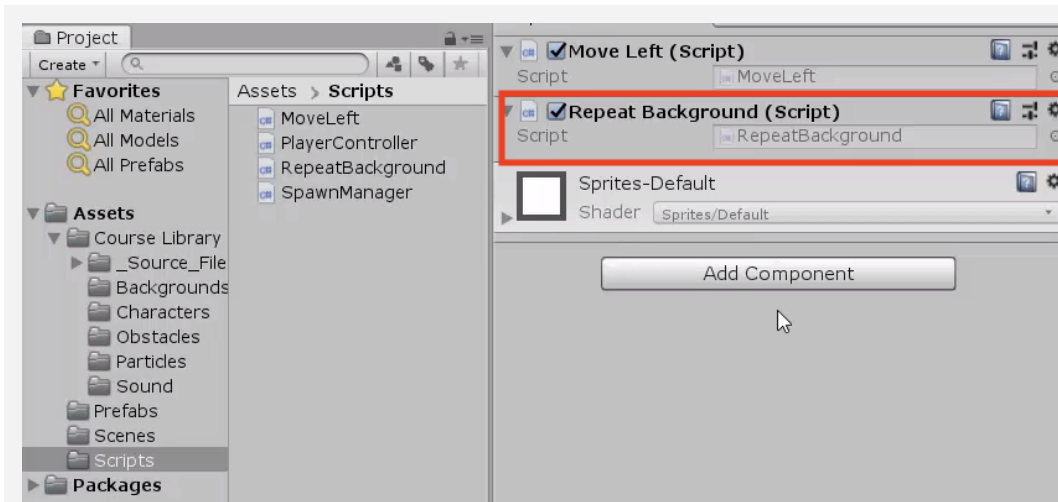 Project
Create
Favorites
All Materials
All Models
All Prefabs
Assets
Course Library
_Source_File
Backgrounds
Characters
Obstacles
Particles
Sound
Prefabs
Scenes
Scripts
Packages
Assets > Scripts
MoveLeft
PlayerController
RepeatBackground
SpawnManager
Move Left (Script)
Script MoveLeft
Repeat Background (Script)
Script RepeatBackground
Sprites-Default
Shader Sprites/Default
Add Component